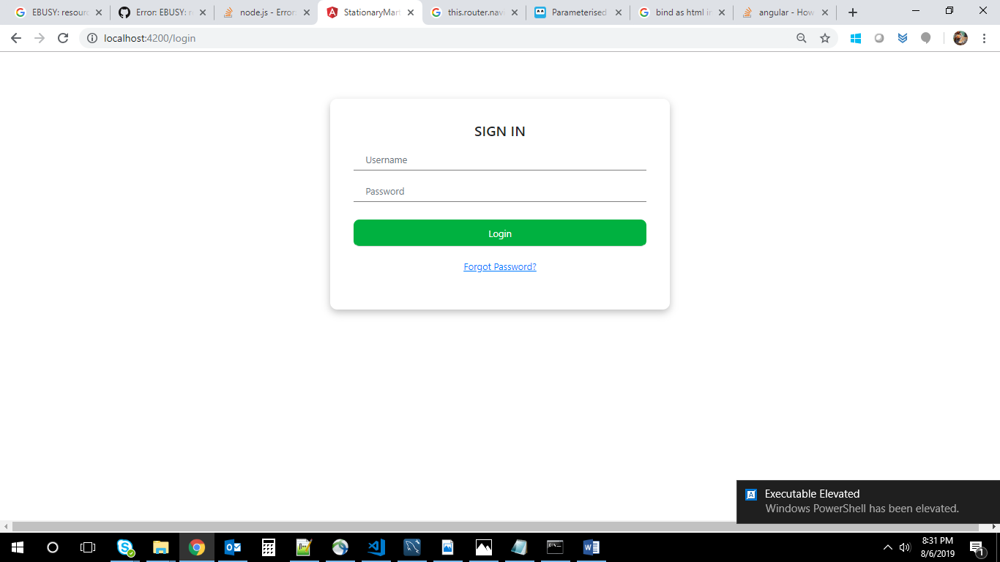 EBUSY: resourc
Error: EBUSY: r
node.js - Error:
StationaryMart
this.router.navi
Parameterised
bind as html in
angular - How
localhost:4200/login
SIGN IN
Username
Password
Login
Forgot Password?
Executable Elevated
Windows PowerShell has been elevated.
8:31 PM
8/6/2019
1